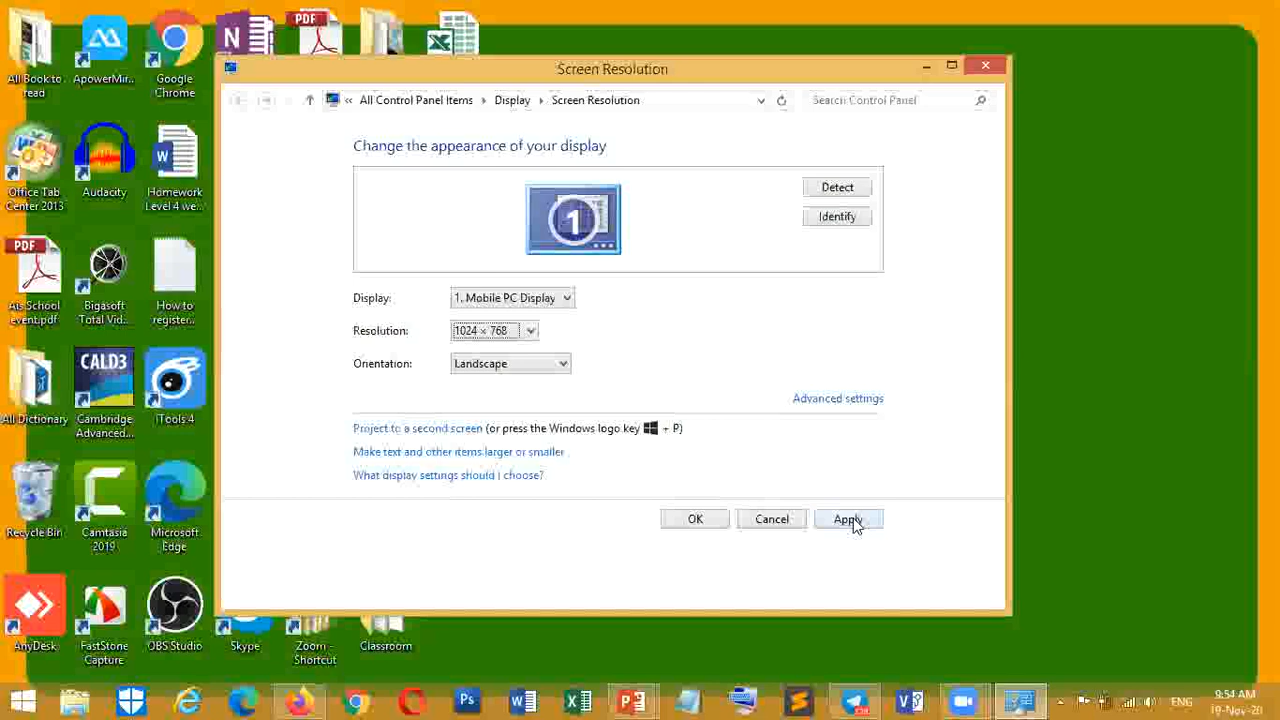 Screen Resolution
All Control Panel Items
Display
Screen Resolution
Search Control Panel
Change the appearance of your display
1
Detect
Identify
Display:
1. Mobile PC Display
Resolution:
1024 × 768
Orientation:
Landscape
Advanced settings
Project to a second screen (or press the Windows logo key + P)
Make text and other items larger or smaller
What display settings should I choose?
OK
Cancel
Apply
All Book to
read
ApowerMir...
Google
Chrome
PDF
Office Tab
Center 2013
Audacity
Homework
Level 4 we...
PDF
Ais School
event.pdf
Bigasoft
Total Vid...
How to
register...
All Dictionary
CALD3
Cambridge
Advanced...
iTools 4
Recycle Bin
Camtasia
2019
Microsoft
Edge
AnyDesk
FastStone
Capture
OBS Studio
Skype
Zoom -
Shortcut
Classroom
ENG
9:54 AM
19-Nov-20